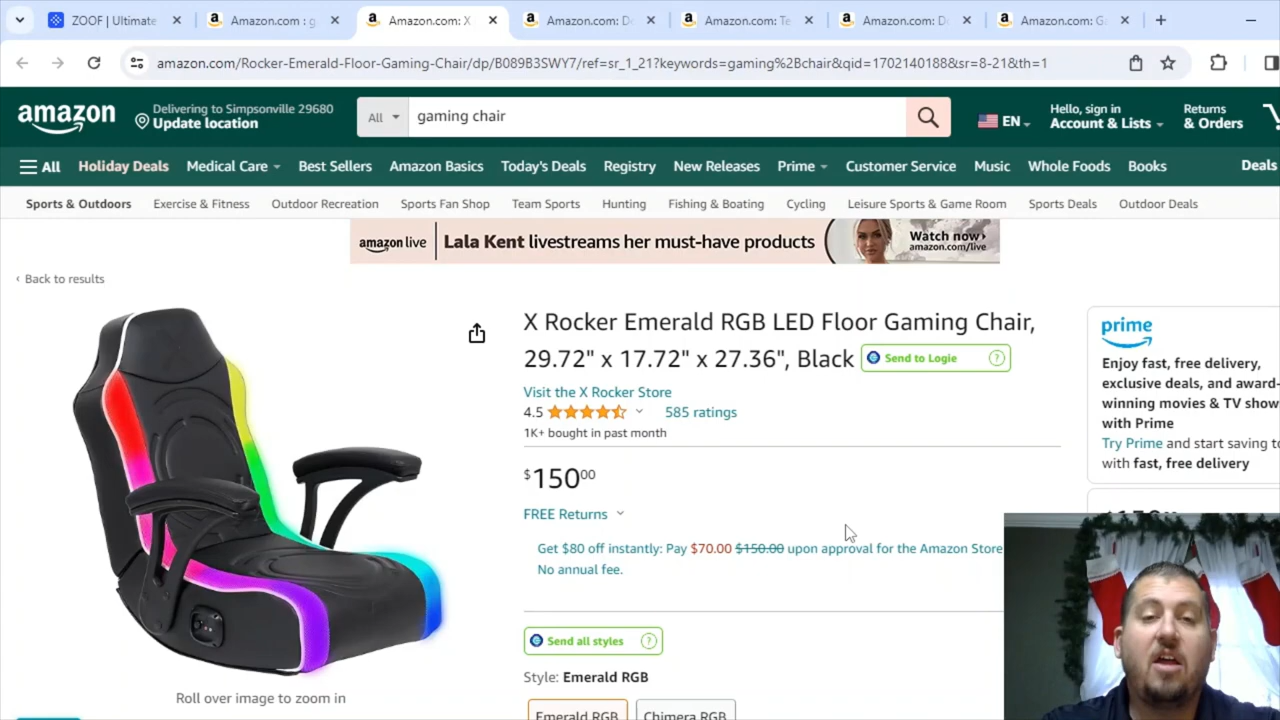 ZOOF | Ultimate
Amazon.com : g
Amazon.com: X
Amazon.com: De
Amazon.com: Te
Amazon.com: Do
Amazon.com: Ga
amazon.com/Rocker-Emerald-Floor-Gaming-Chair/dp/B089B3SWY7/ref=sr_1_21?keywords=gaming%2Bchair&qid=1702140188&sr=8-21&th=1
amazon
Delivering to Simpsonville 29680
Update location
All
gaming chair
EN
Hello, sign in
Account & Lists
Returns
& Orders
All
Holiday Deals
Medical Care
Best Sellers
Amazon Basics
Today's Deals
Registry
New Releases
Prime
Customer Service
Music
Whole Foods
Books
Deals
Sports & Outdoors
Exercise & Fitness
Outdoor Recreation
Sports Fan Shop
Team Sports
Hunting
Fishing & Boating
Cycling
Leisure Sports & Game Room
Sports Deals
Outdoor Deals
amazon live
Lala Kent livestreams her must-have products
Watch now
amazon.com/live
‹ Back to results
X Rocker Emerald RGB LED Floor Gaming Chair,
29.72" x 17.72" x 27.36", Black
Send to Logie
?
Visit the X Rocker Store
4.5
585 ratings
1K+ bought in past month
$150 00
FREE Returns
Get $80 off instantly: Pay $70.00 $150.00 upon approval for the Amazon Store
No annual fee.
Send all styles
?
Style: Emerald RGB
Emerald RGB
Chimera RGB
Roll over image to zoom in
prime
Enjoy fast, free delivery,
exclusive deals, and award-
winning movies & TV show
with Prime
Try Prime and start saving to
with fast, free delivery